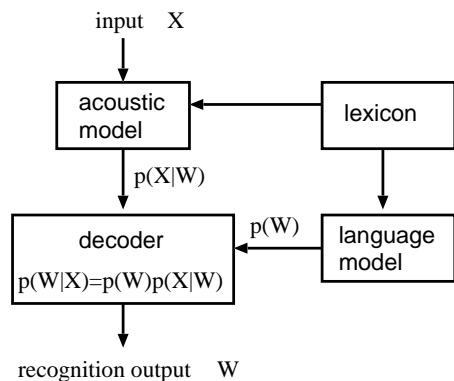 input X
acoustic
model
lexicon
p(X|W)
p(W)
decoder
p(W|X)=p(W)p(X|W)
language
model
recognition output W